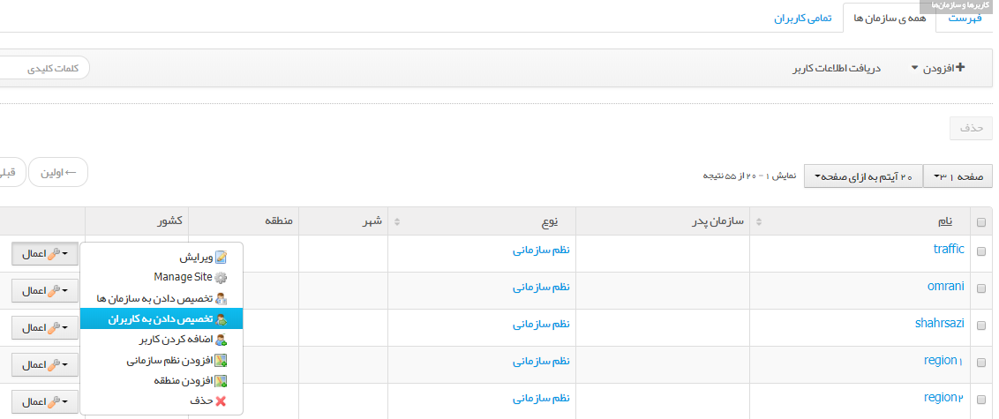 کاربرها و سازمان‌ها
فهرست همه ی سازمان ها تمامی کاربران
افزودن دریافت اطلاعات کاربر کلمات کلیدی
حذف
صفحه ۱ ۳ ۲۰ آیتم به ازای صفحه نمایش ۱ - ۲۰ از ۵۵ نتیجه ← اولین قبلی
نام سازمان پدر نوع شهر منطقه کشور
traffic نظم سازمانی اعمال
ویرایش
Manage Site
omrani نظم سازمانی اعمال
تخصیص دادن به سازمان ها
تخصیص دادن به کاربران
shahrsazi نظم سازمانی اعمال
اضافه کردن کاربر
region۱ نظم سازمانی اعمال
افزودن نظم سازمانی
افزودن منطقه
region۲ نظم سازمانی اعمال
حذف